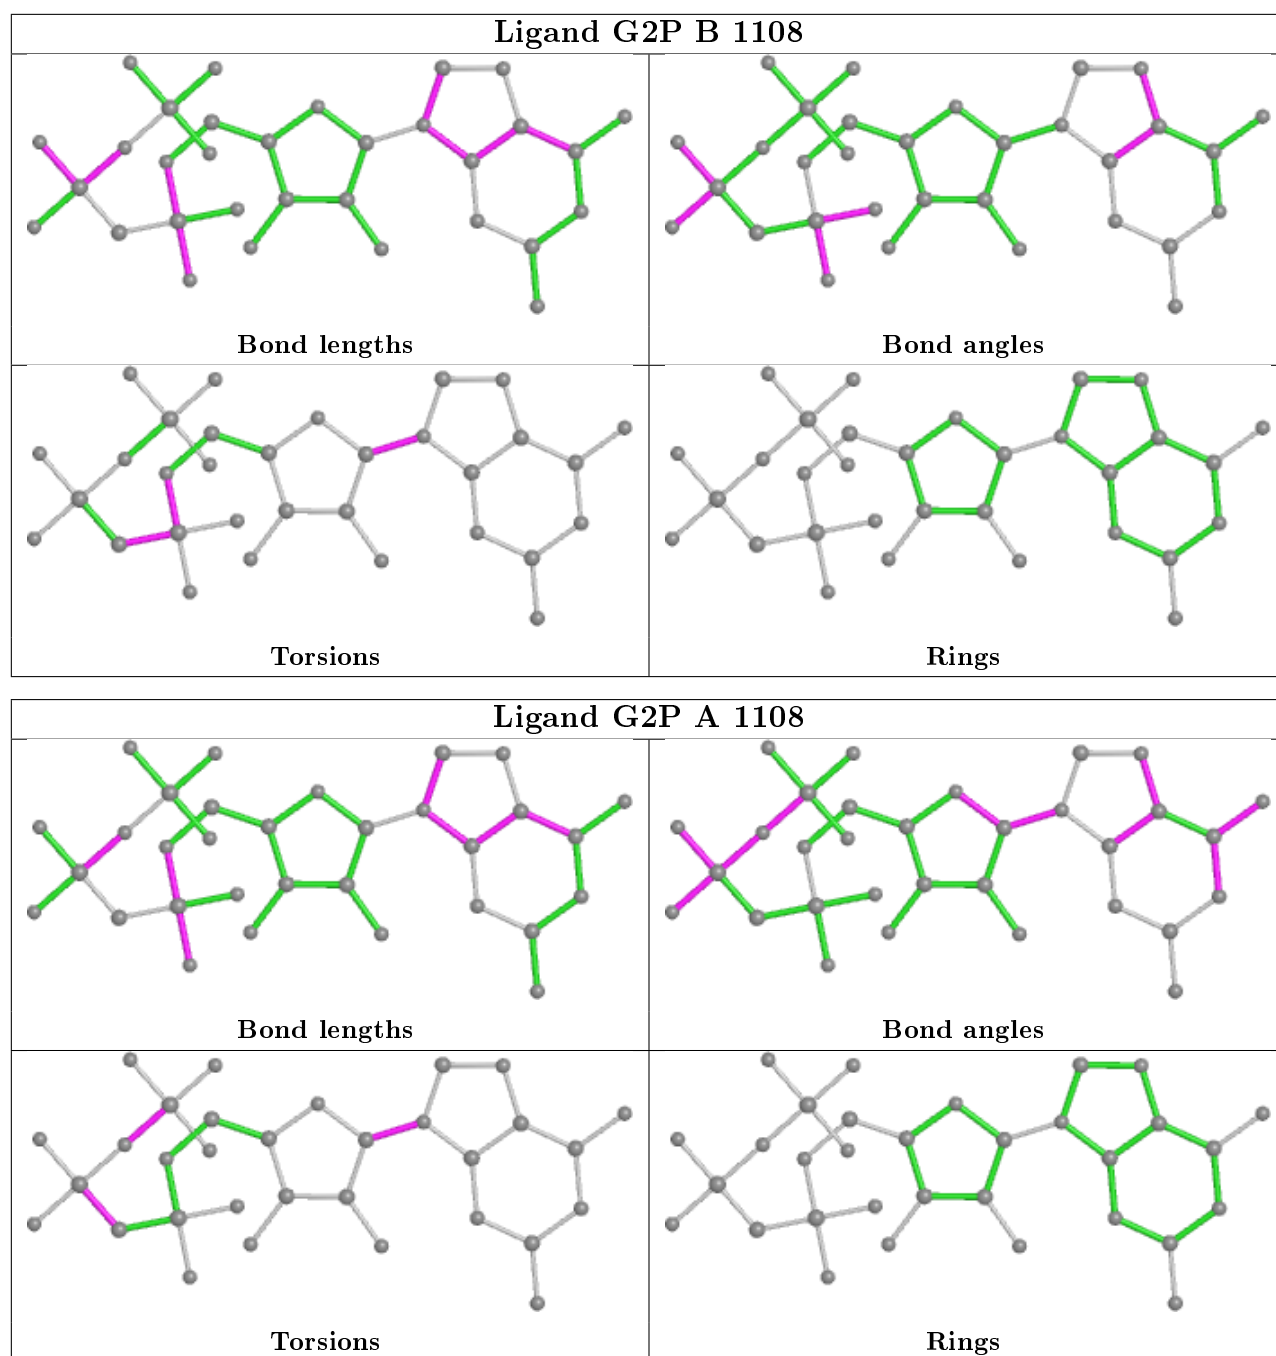 Ligand G2P B 1108
Bond lengths
Bond angles
Torsions
Rings
Ligand G2P A 1108
Bond lengths
Bond angles
Torsions
Rings